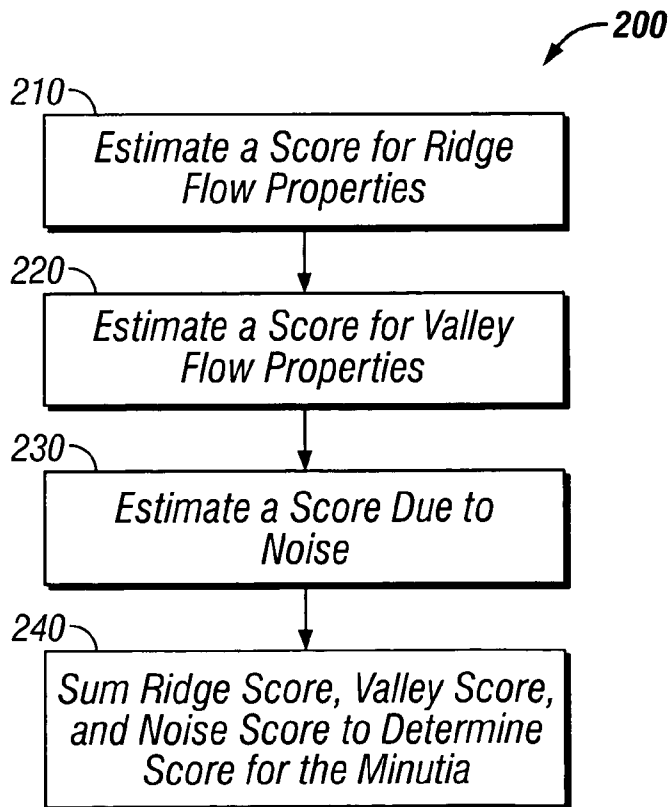 200
210
Estimate a Score for Ridge
Flow Properties
220
Estimate a Score for Valley
Flow Properties
230
Estimate a Score Due to
Noise
240
Sum Ridge Score, Valley Score,
and Noise Score to Determine
Score for the Minutia